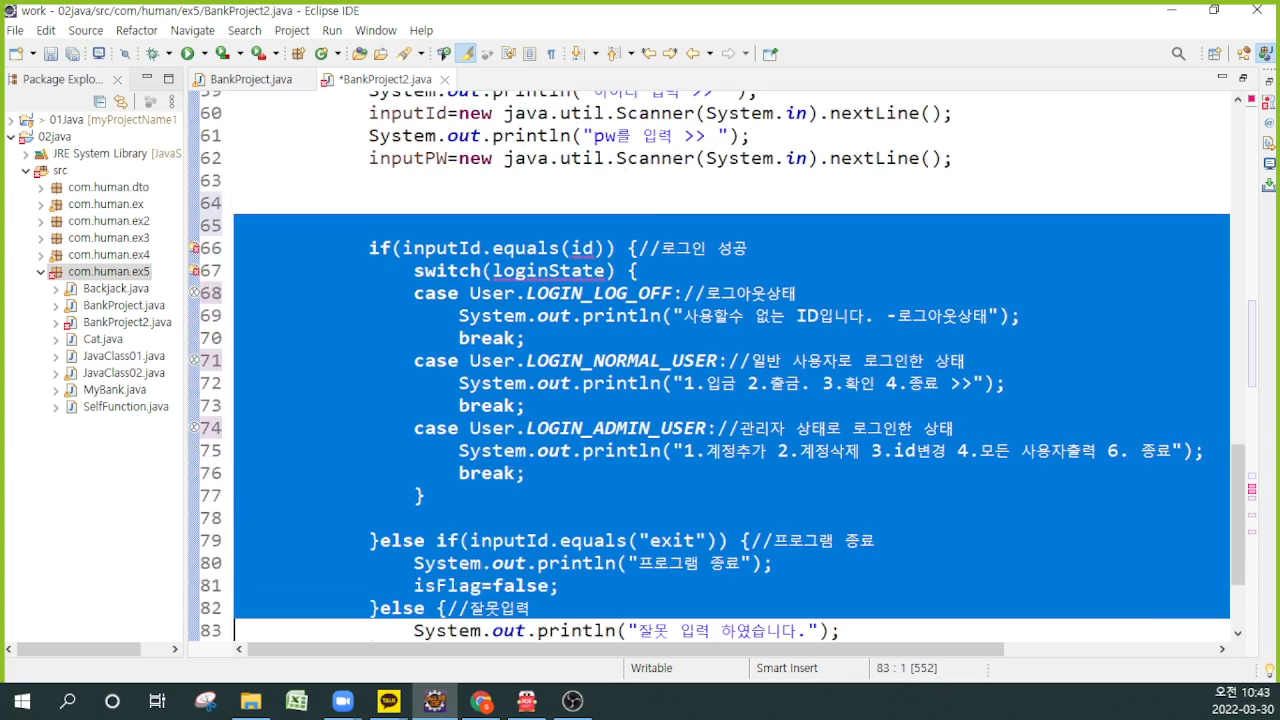 work - 02java/src/com/human/ex5/BankProject2.java - Eclipse IDE
File Edit Source Refactor Navigate Search Project Run Window Help
Package Explo...
BankProject.java
*BankProject2.java
01Java [myProjectName1
02java
JRE System Library [JavaS
src
com.human.dto
com.human.ex
com.human.ex2
com.human.ex3
com.human.ex4
com.human.ex5
Backjack.java
BankProject.java
BankProject2.java
Cat.java
JavaClass01.java
JavaClass02.java
MyBank.java
SelfFunction.java
59 System.out.println("아이디 입력 >> ");
60 inputId=new java.util.Scanner(System.in).nextLine();
61 System.out.println("pw를 입력 >> ");
62 inputPW=new java.util.Scanner(System.in).nextLine();
63
64
65
66 if(inputId.equals(id)) {//로그인 성공
67 switch(loginState) {
68 case User.LOGIN_LOG_OFF://로그아웃상태
69 System.out.println("사용할수 없는 ID입니다. -로그아웃상태");
70 break;
71 case User.LOGIN_NORMAL_USER://일반 사용자로 로그인한 상태
72 System.out.println("1.입금 2.출금. 3.확인 4.종료 >>");
73 break;
74 case User.LOGIN_ADMIN_USER://관리자 상태로 로그인한 상태
75 System.out.println("1.계정추가 2.계정삭제 3.id변경 4.모든 사용자출력 6. 종료");
76 break;
77 }
78
79 }else if(inputId.equals("exit")) {//프로그램 종료
80 System.out.println("프로그램 종료");
81 isFlag=false;
82 }else {//잘못입력
83 System.out.println("잘못 입력 하였습니다.");
Writable Smart Insert 83 : 1 [552]
TALK
PDF
오전 10:43
2022-03-30